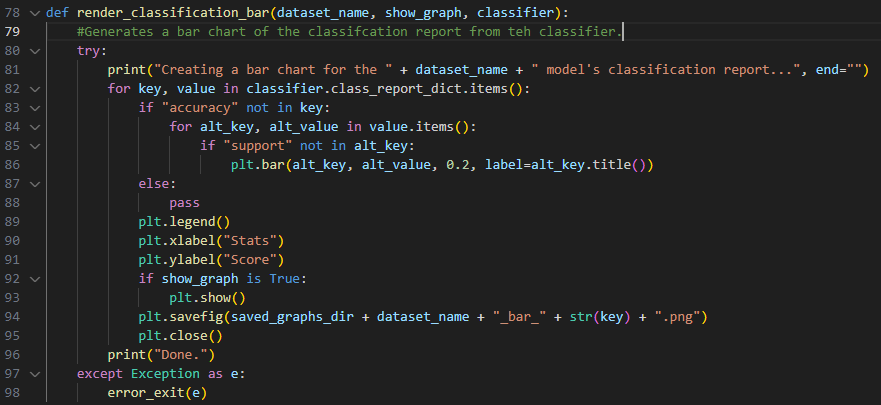 78 def render_classification_bar(dataset_name, show_graph, classifier):
79     #Generates a bar chart of the classifcation report from teh classifier.
80     try:
81         print("Creating a bar chart for the " + dataset_name + " model's classification report...", end="")
82         for key, value in classifier.class_report_dict.items():
83             if "accuracy" not in key:
84                 for alt_key, alt_value in value.items():
85                     if "support" not in alt_key:
86                         plt.bar(alt_key, alt_value, 0.2, label=alt_key.title())
87             else:
88                 pass
89             plt.legend()
90             plt.xlabel("Stats")
91             plt.ylabel("Score")
92             if show_graph is True:
93                 plt.show()
94             plt.savefig(saved_graphs_dir + dataset_name + "_bar_" + str(key) + ".png")
95             plt.close()
96         print("Done.")
97     except Exception as e:
98         error_exit(e)